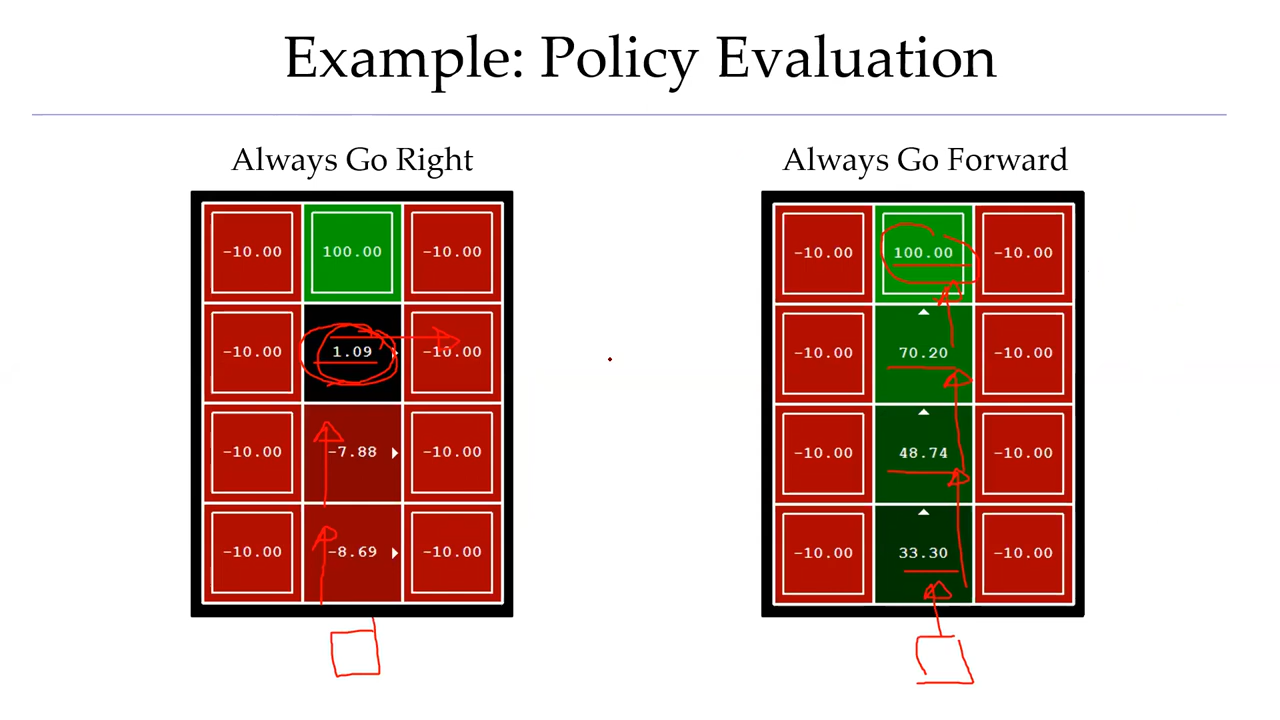 Example: Policy Evaluation
Always Go Right
-10.00 100.00 -10.00
-10.00 1.09 -10.00
-10.00 -7.88 -10.00
-10.00 -8.69 -10.00
Always Go Forward
-10.00 100.00 -10.00
-10.00 70.20 -10.00
-10.00 48.74 -10.00
-10.00 33.30 -10.00